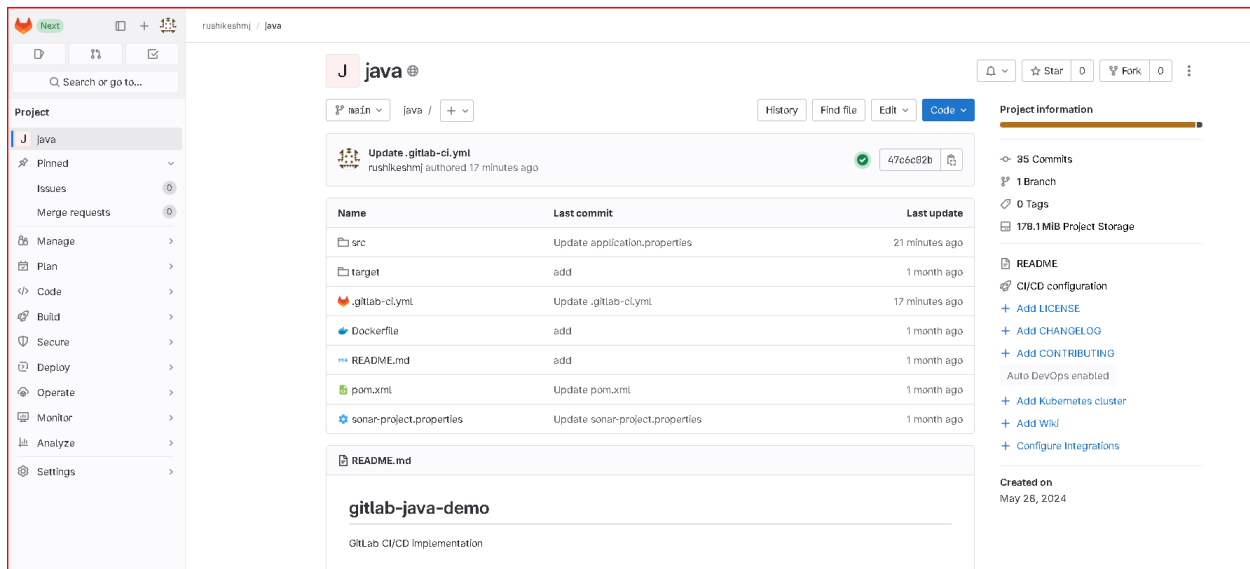 Next
rushikeshmj / java
Search or go to...
Project
J java
Pinned
Issues 0
Merge requests 0
Manage
Plan
Code
Build
Secure
Deploy
Operate
Monitor
Analyze
Settings
J java
Star 0
Fork 0
main
java /
History
Find file
Edit
Code
Update .gitlab-ci.yml
rushikeshmj authored 17 minutes ago
47c6c02b
Name Last commit Last update
src Update application.properties 21 minutes ago
target add 1 month ago
.gitlab-ci.yml Update .gitlab-ci.yml 17 minutes ago
Dockerfile add 1 month ago
README.md add 1 month ago
pom.xml Update pom.xml 1 month ago
sonar-project.properties Update sonar-project.properties 1 month ago
README.md
gitlab-java-demo
GitLab CI/CD implementation
Project information
35 Commits
1 Branch
0 Tags
178.1 MiB Project Storage
README
CI/CD configuration
Add LICENSE
Add CHANGELOG
Add CONTRIBUTING
Auto DevOps enabled
Add Kubernetes cluster
Add Wiki
Configure Integrations
Created on
May 28, 2024